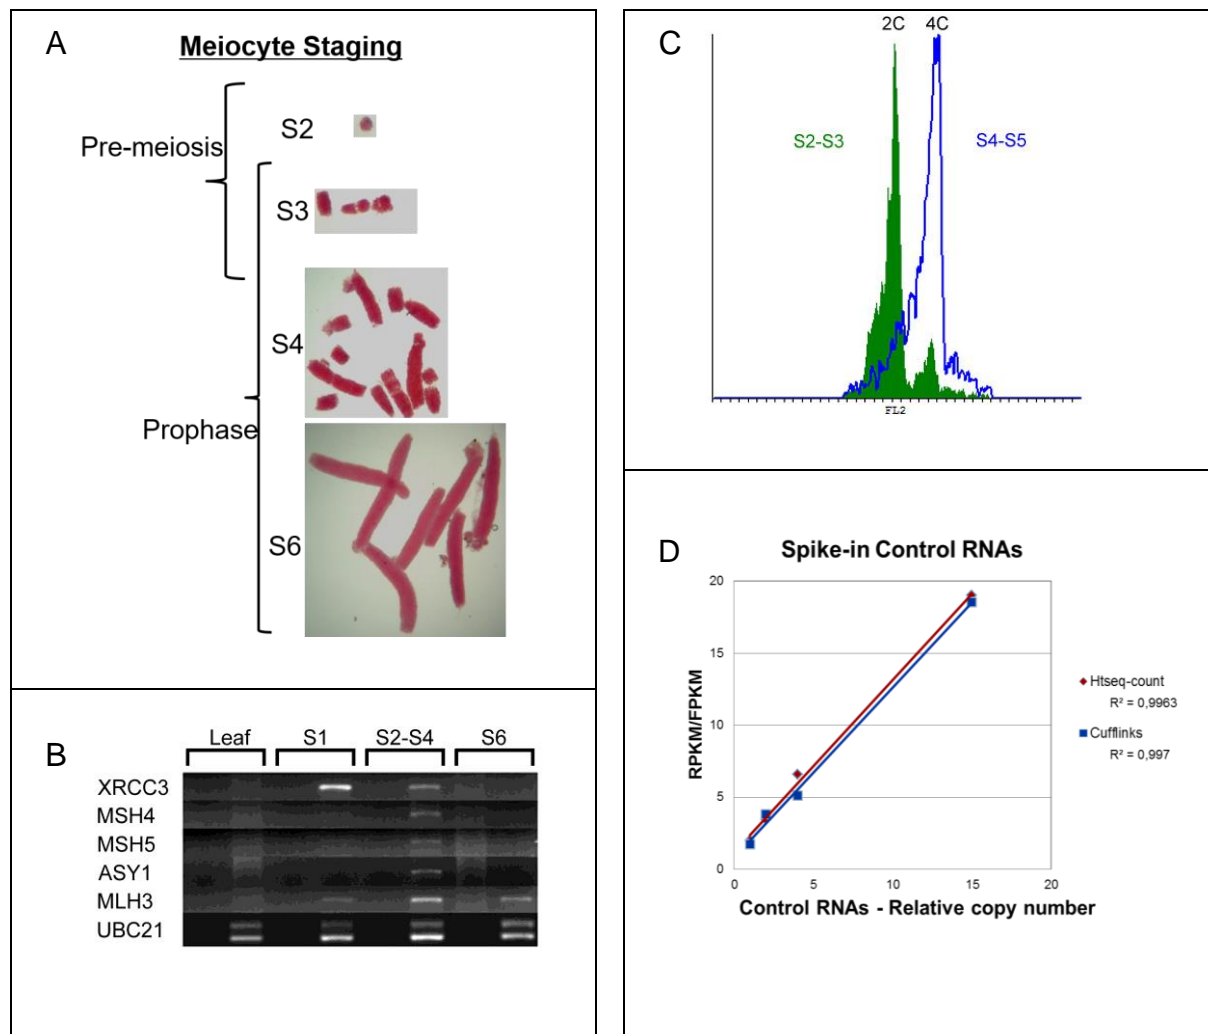 A
Meiocyte Staging
Pre-meiosis
S2
S3
S4
Prophase
S6
B
Leaf S1 S2-S4 S6
XRCC3
MSH4
MSH5
ASY1
MLH3
UBC21
C
2C 4C
S2-S3
S4-S5
FL2
D
Spike-in Control RNAs
20
15
10
5
0
0 5 10 15 20
RPKM/FPKM
Control RNAs - Relative copy number
Htseq-count
R² = 0,9963
Cufflinks
R² = 0,997